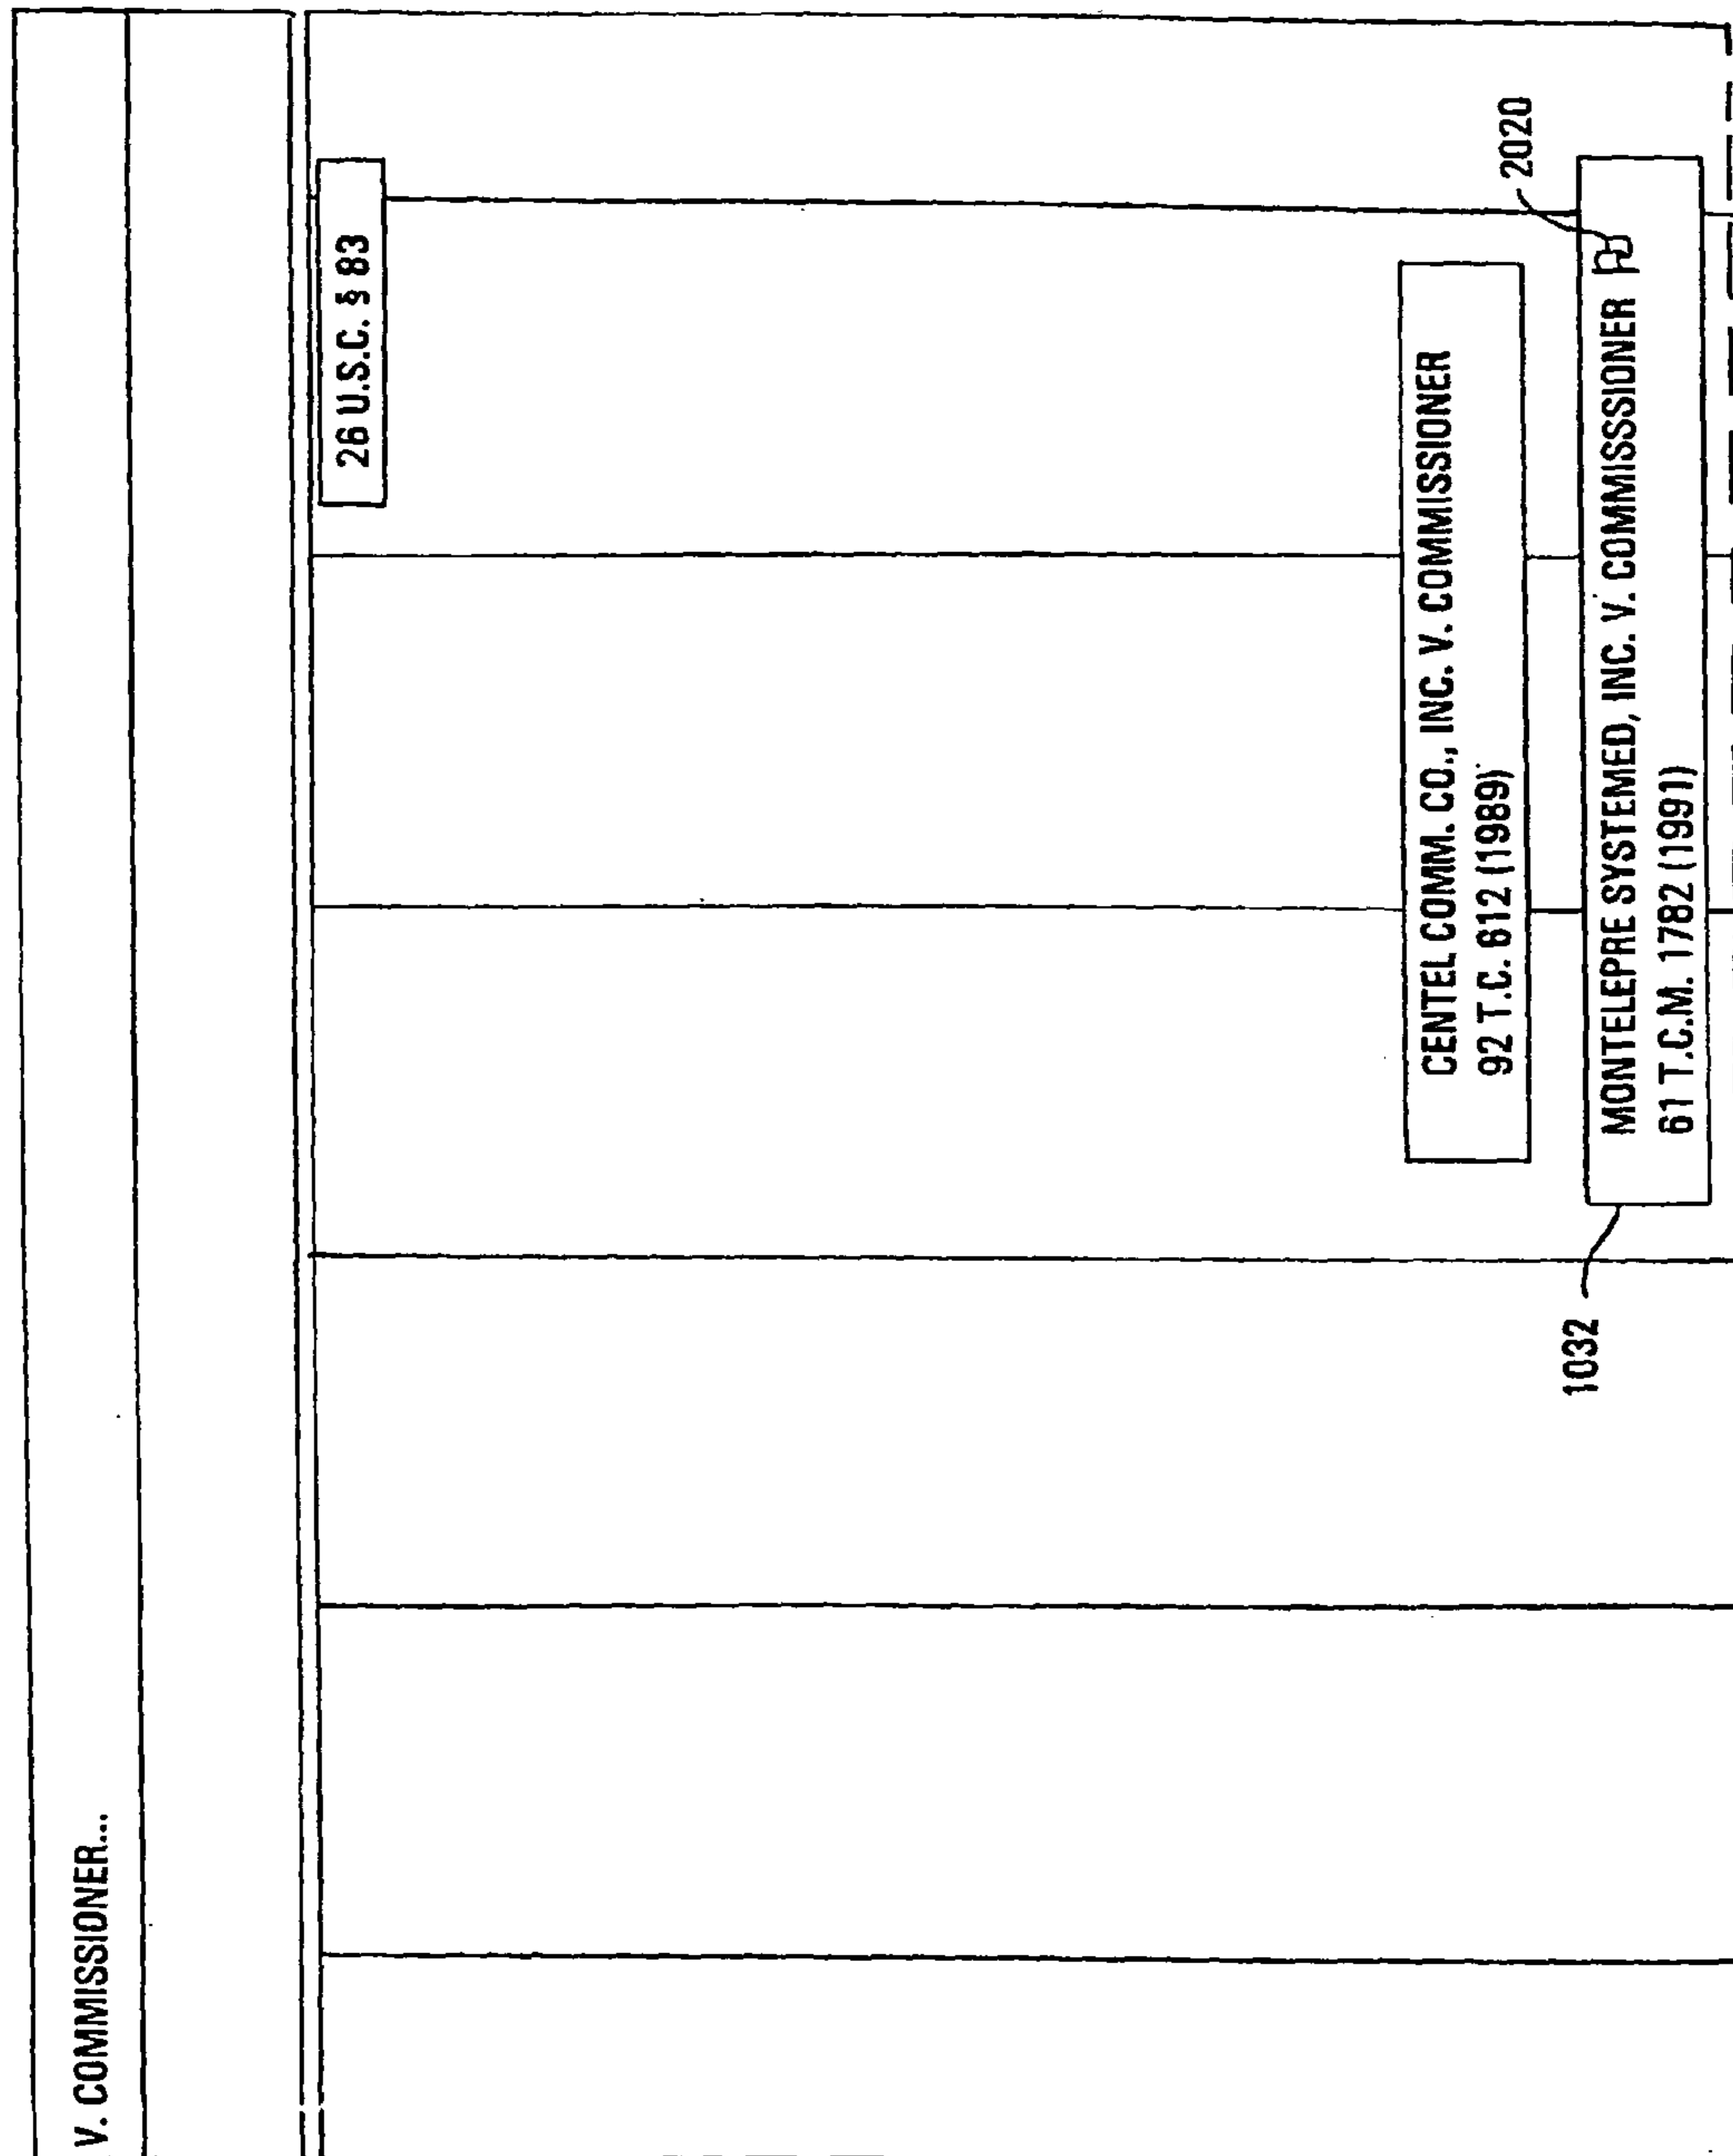 V. COMMISSIONER...
26 U.S.C. § 83
CENTEL COMM. CO., INC. V. COMMISSIONER
92 T.C. 612 (1989)
2020
MONTELEPRE SYSTEMED, INC. V. COMMISSSIONER
61 T.C.M. 1782 (1991))
1032